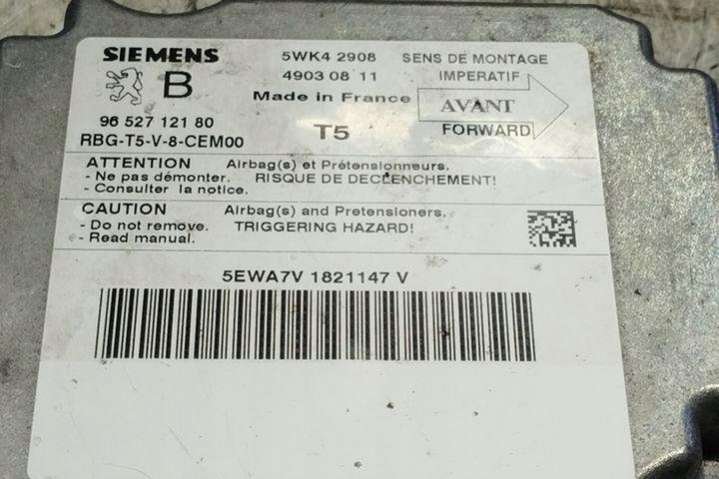 SIEMENS 5WK4 2908 SENS DE MONTAGE
B 4903 08 11 IMPERATIF
Made in France AVANT
96 527 121 80 T5 FORWARD
RBG-T5-V-8-CEM00
ATTENTION Airbag(s) et Prétensionneurs.
- Ne pas démonter. RISQUE DE DECLENCHEMENT!
- Consulter la notice.
CAUTION Airbag(s) and Pretensioners.
- Do not remove. TRIGGERING HAZARD!
- Read manual.
5EWA7V 1821147 V